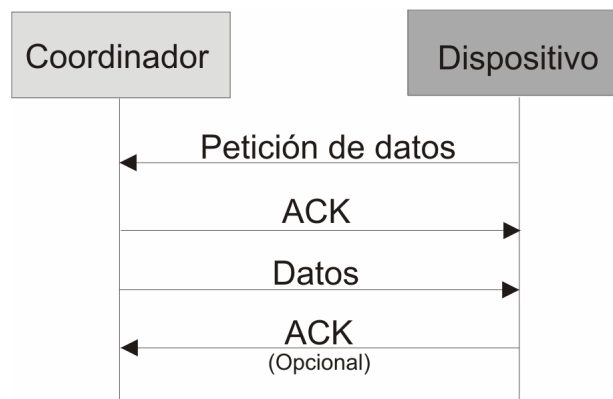 Coordinador
Dispositivo
Petición de datos
ACK
Datos
ACK
(Opcional)